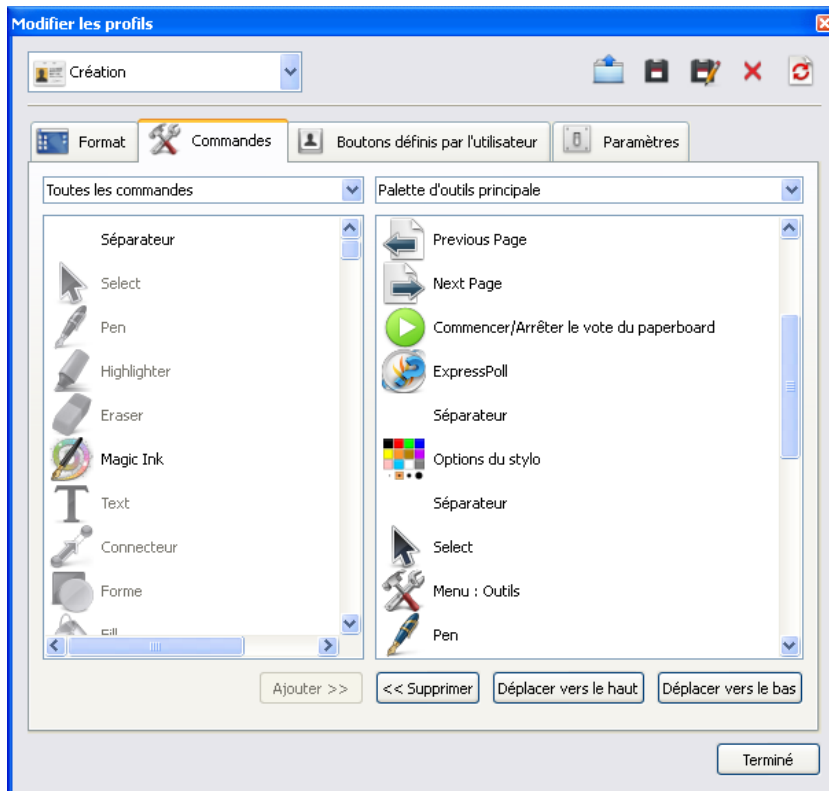 Modifier les profils
Création
Format
Commandes
Boutons définis par l'utilisateur
Paramètres
Toutes les commandes
Palette d'outils principale
Séparateur
Select
Pen
Highlighter
Eraser
Magic Ink
Text
Connecteur
Forme
Fill
Previous Page
Next Page
Commencer/Arrêter le vote du paperboard
ExpressPoll
Séparateur
Options du stylo
Séparateur
Select
Menu : Outils
Pen
Ajouter >>
<< Supprimer
Déplacer vers le haut
Déplacer vers le bas
Terminé